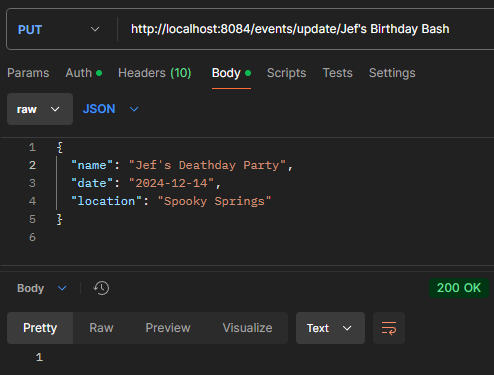 PUT http://localhost:8084/events/update/Jef's Birthday Bash
Params Auth Headers (10) Body Scripts Tests Settings
raw JSON
1 {
2 "name": "Jef's Deathday Party",
3 "date": "2024-12-14",
4 "location": "Spooky Springs"
5 }
6
Body 200 OK
Pretty Raw Preview Visualize Text
1